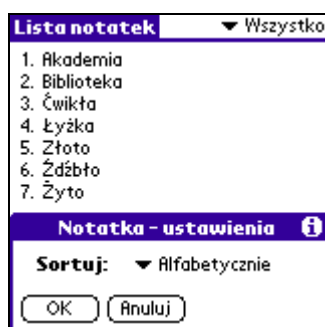 Lista notatek Wszystko
1. Akademia
2. Biblioteka
3. Ćwikła
4. Łyżka
5. Złoto
6. Źdźbło
7. Żyto
Notatka - ustawienia
Sortuj: Alfabetycznie
OK Anuluj